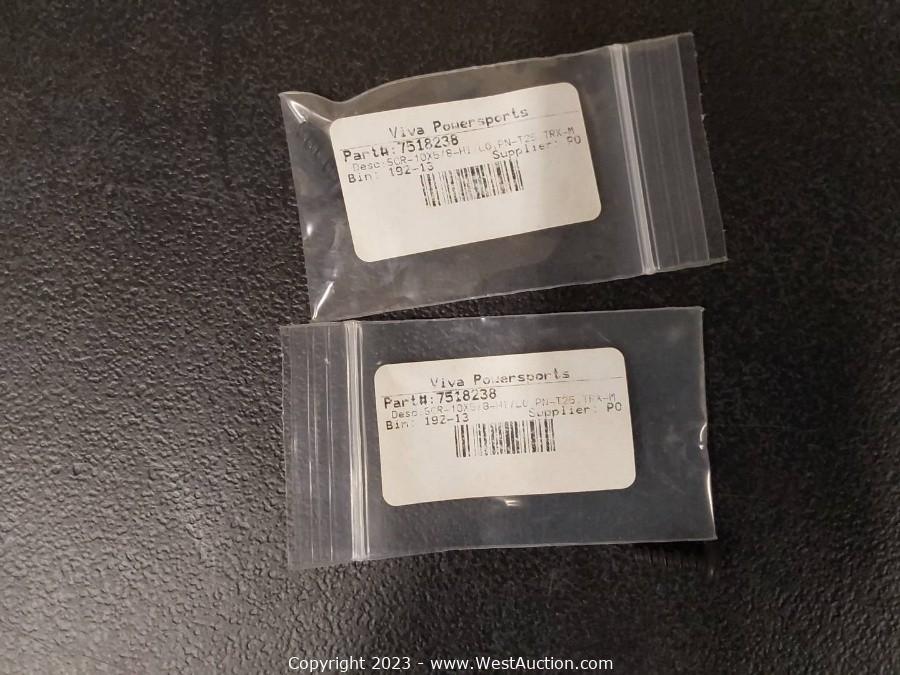 Viva Powersports
Part#:7518238
Desc:SCR-10X5/8-HI/LO,PN-T25,TRX-M
Bin: 192-13 Supplier: PO
Viva Powersports
Part#:7518238
Desc:SCR-10X5/8-HI/LO,PN-T25,TRX-M
Bin: 192-13 Supplier: PO
Copyright 2023 - www.WestAuction.com